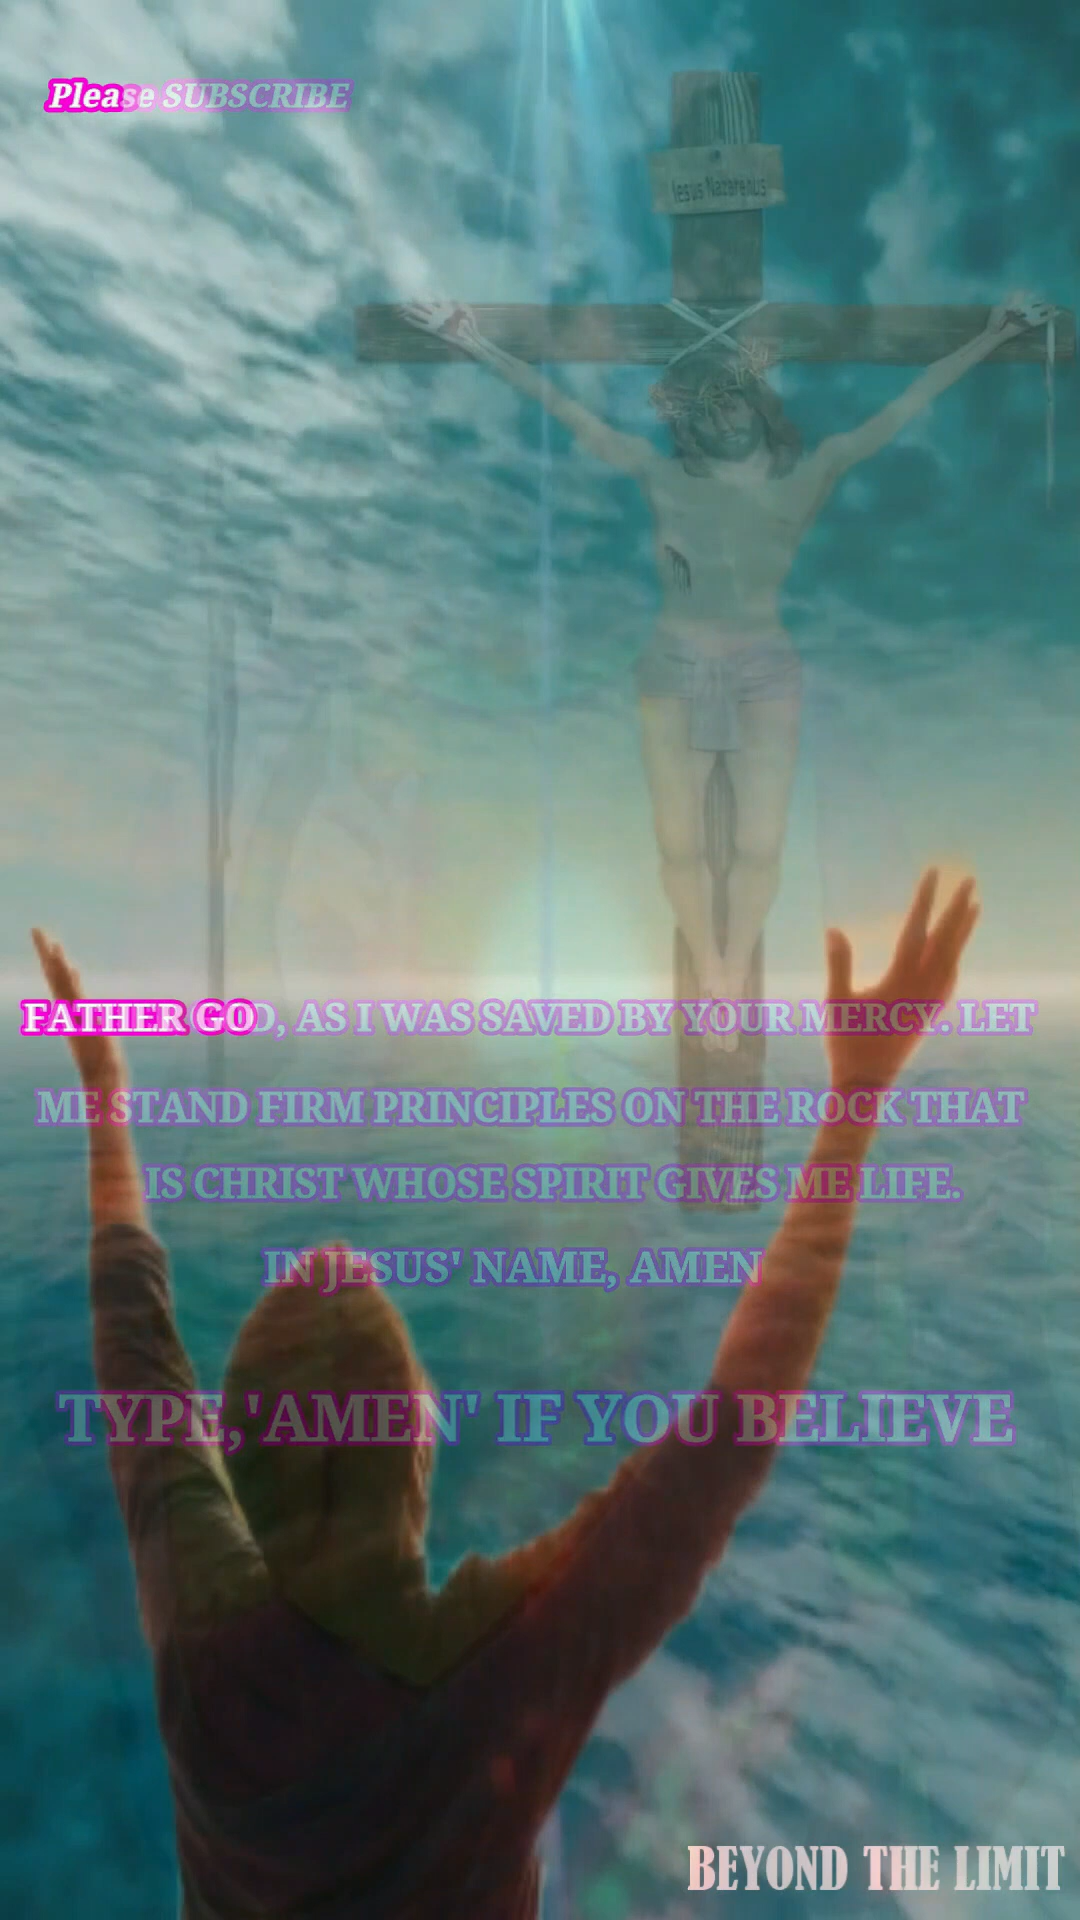 Please SUBSCRIBE
Iesus Nazarenus
FATHER GOD, AS I WAS SAVED BY YOUR MERCY. LET
ME STAND FIRM PRINCIPLES ON THE ROCK THAT
IS CHRIST WHOSE SPIRIT GIVES ME LIFE.
IN JESUS' NAME, AMEN
TYPE,'AMEN' IF YOU BELIEVE
BEYOND THE LIMIT